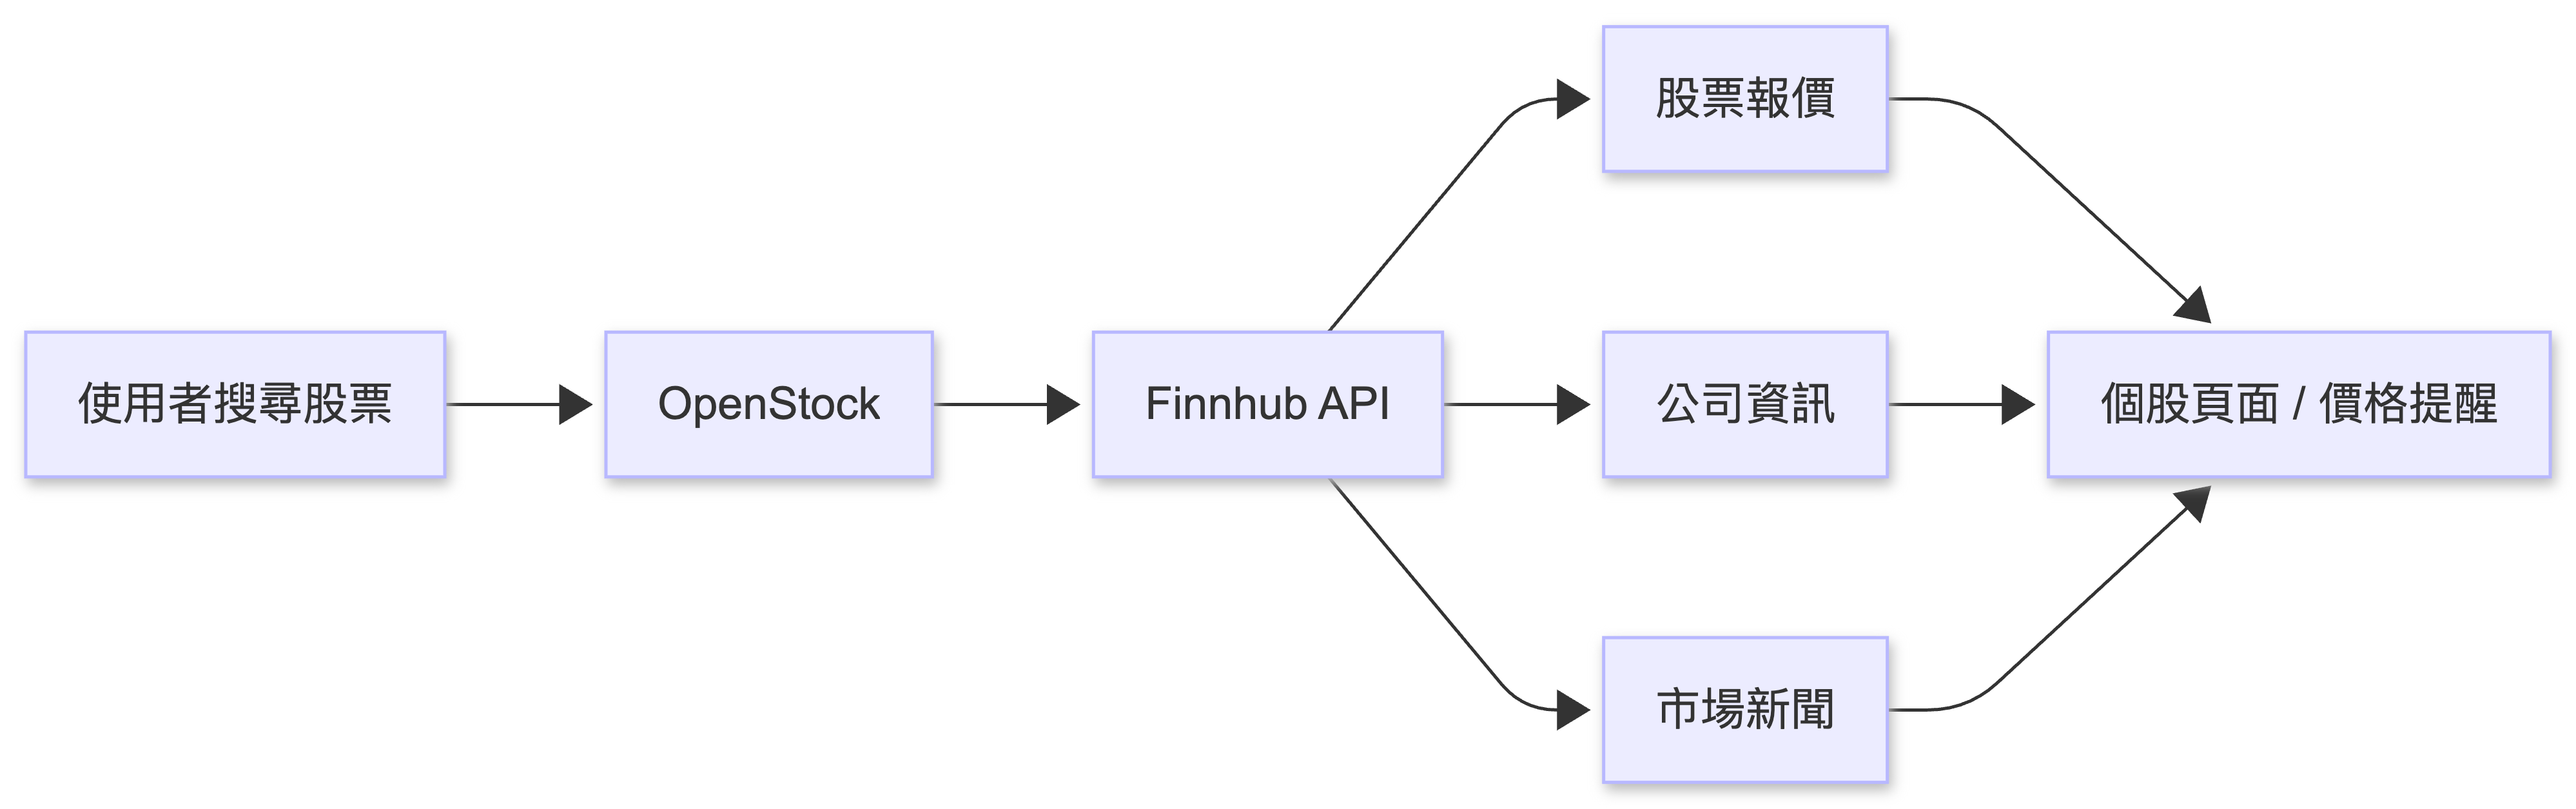 使用者搜尋股票
OpenStock
Finnhub API
股票報價
公司資訊
市場新聞
個股頁面 / 價格提醒